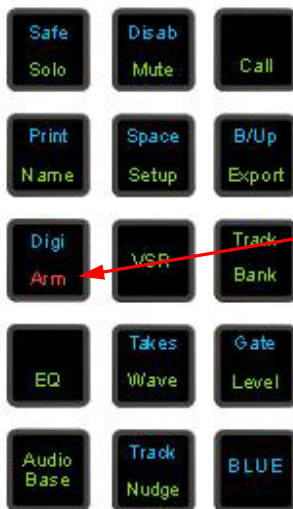 Safe Disab
Solo Mute Call
Print Space B/Up
Name Setup Export
Digi Track
Arm VSR Bank
Takes Gate
EQ Wave Level
Audio Base Track BLUE
Nudge